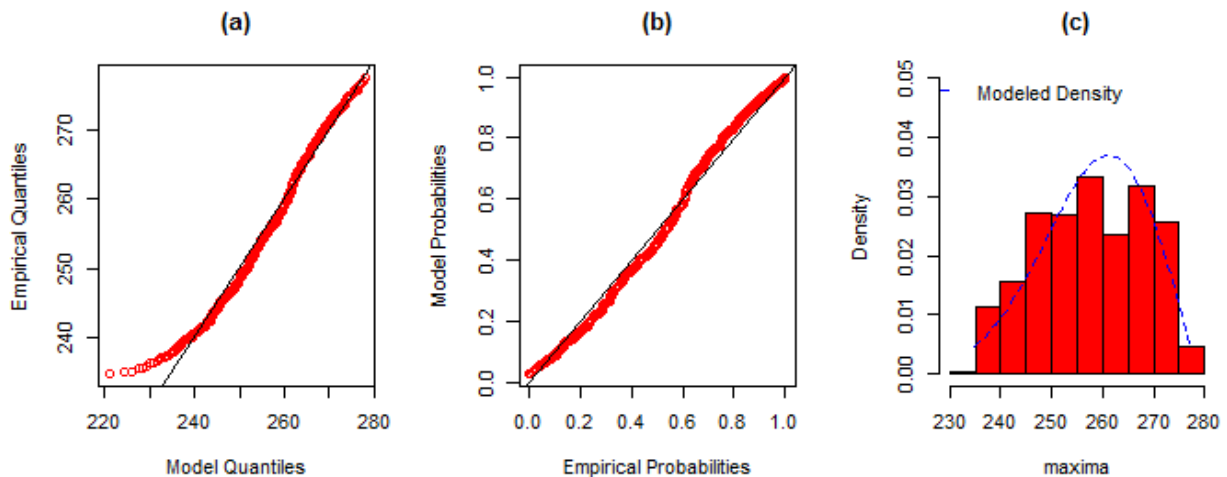 (a)
Empirical Quantiles
240 250 260 270
220 240 260 280
Model Quantiles
(b)
Model Probabilities
0.0 0.2 0.4 0.6 0.8 1.0
0.0 0.2 0.4 0.6 0.8 1.0
Empirical Probabilities
(c)
Modeled Density
Density
0.00 0.01 0.02 0.03 0.04 0.05
230 240 250 260 270 280
maxima